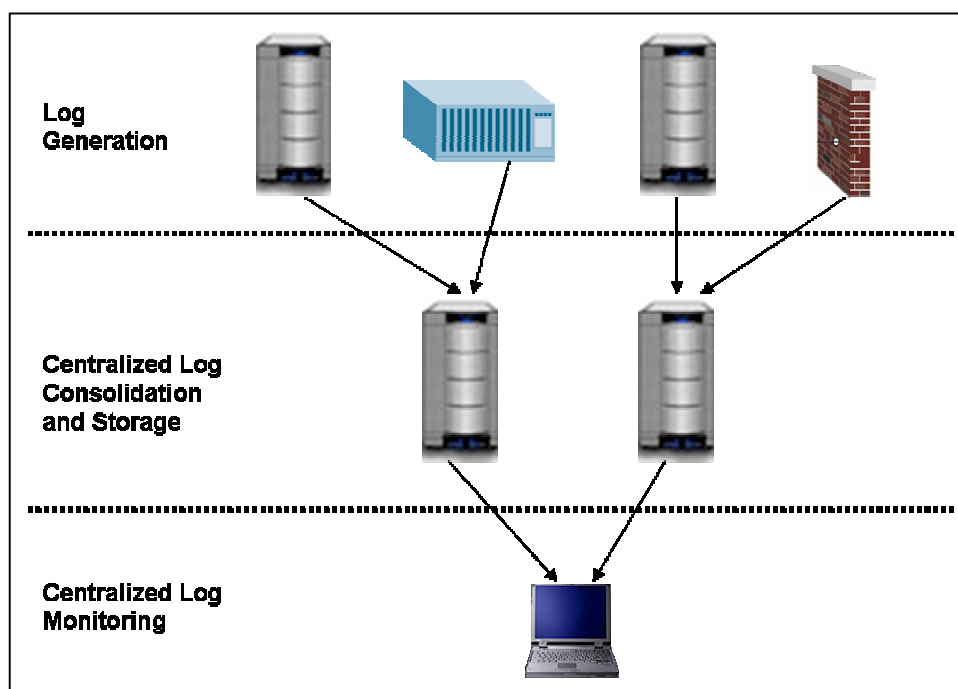 Log
Generation
Centralized Log
Consolidation
and Storage
Centralized Log
Monitoring